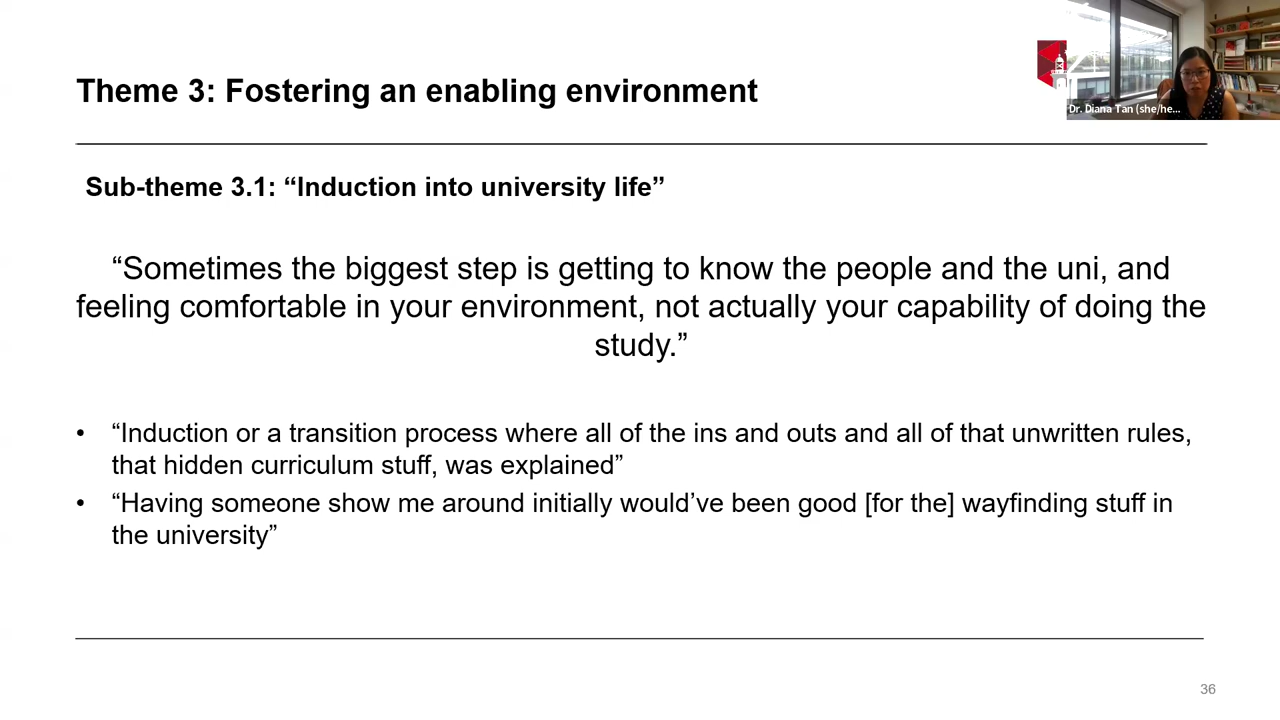 Theme 3: Fostering an enabling environment
Dr. Diana Tan (she/he...
Sub-theme 3.1: “Induction into university life”
“Sometimes the biggest step is getting to know the people and the uni, and
feeling comfortable in your environment, not actually your capability of doing the
study.”
• “Induction or a transition process where all of the ins and outs and all of that unwritten rules,
that hidden curriculum stuff, was explained”
• “Having someone show me around initially would’ve been good [for the] wayfinding stuff in
the university”
36